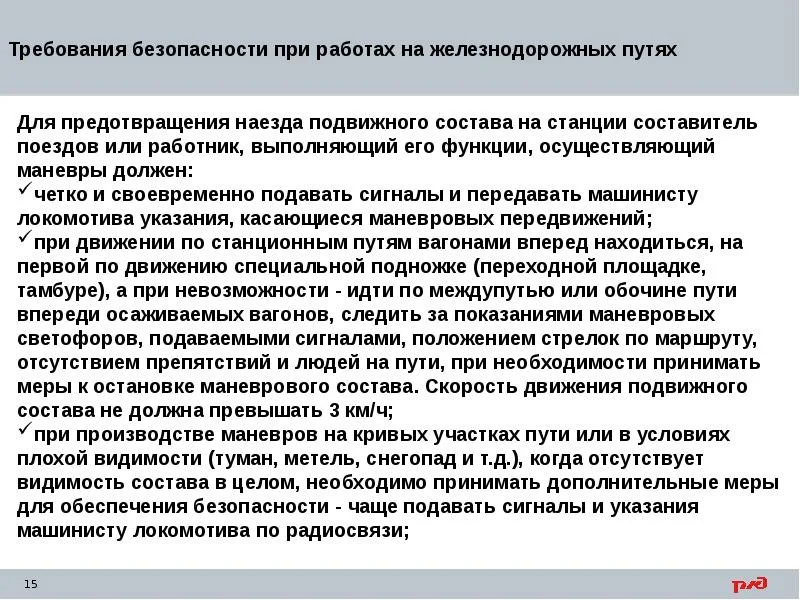 Требования безопасности при работах на железнодорожных путях
Для предотвращения наезда подвижного состава на станции составитель
поездов или работник, выполняющий его функции, осуществляющий
маневры должен:
✓четко и своевременно подавать сигналы и передавать машинисту
локомотива указания, касающиеся маневровых передвижений;
✓при движении по станционным путям вагонами вперед находиться, на
первой по движению специальной подножке (переходной площадке,
тамбуре), а при невозможности - идти по междупутью или обочине пути
впереди осаживаемых вагонов, следить за показаниями маневровых
светофоров, подаваемыми сигналами, положением стрелок по маршруту,
отсутствием препятствий и людей на пути, при необходимости принимать
меры к остановке маневрового состава. Скорость движения подвижного
состава не должна превышать 3 км/ч;
✓при производстве маневров на кривых участках пути или в условиях
плохой видимости (туман, метель, снегопад и т.д.), когда отсутствует
видимость состава в целом, необходимо принимать дополнительные меры
для обеспечения безопасности - чаще подавать сигналы и указания
машинисту локомотива по радиосвязи;
15
ржд